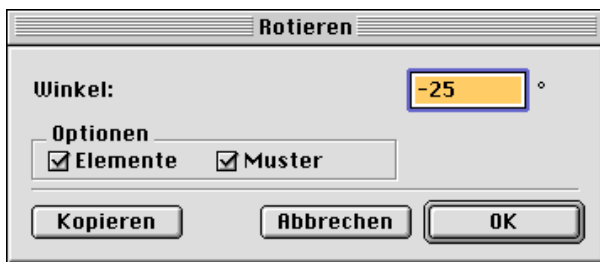 Rotieren
Winkel: -25 °
Optionen
Elemente Muster
Kopieren Abbrechen OK